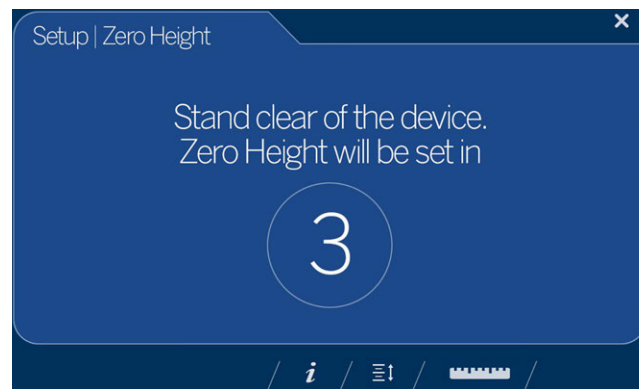 Setup | Zero Height
Stand clear of the device.
Zero Height will be set in
3
i